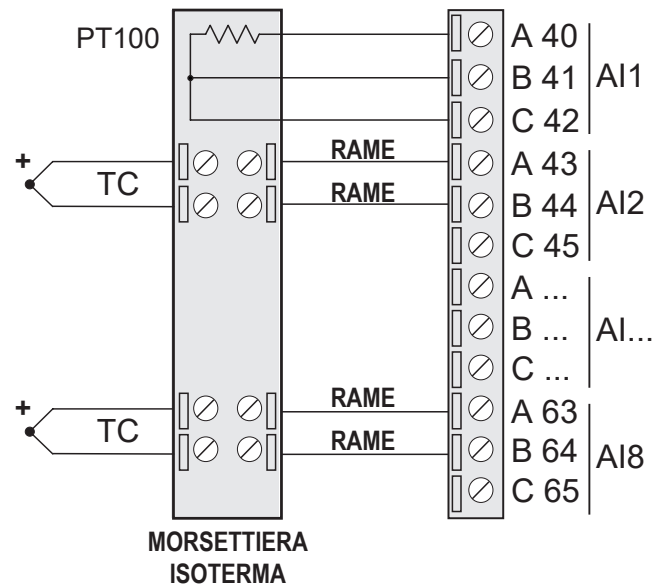 PT100
A 40
B 41
AI1
C 42
+
TC
RAME
A 43
RAME
B 44
AI2
C 45
A ...
B ...
AI...
C ...
+
TC
RAME
A 63
RAME
B 64
AI8
C 65
MORSETTIERA
ISOTERMA